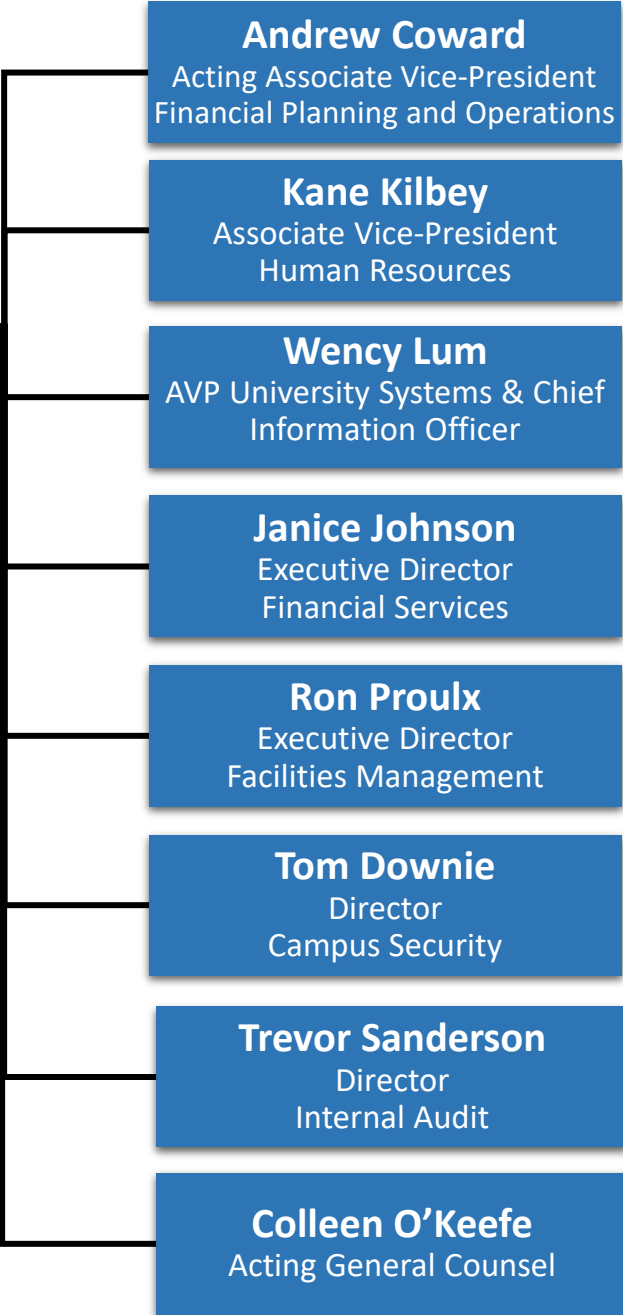 Andrew Coward
Acting Associate Vice-President
Financial Planning and Operations
Kane Kilbey
Associate Vice-President
Human Resources
Wency Lum
AVP University Systems & Chief
Information Officer
Janice Johnson
Executive Director
Financial Services
Ron Proulx
Executive Director
Facilities Management
Tom Downie
Director
Campus Security
Trevor Sanderson
Director
Internal Audit
Colleen O’Keefe
Acting General Counsel